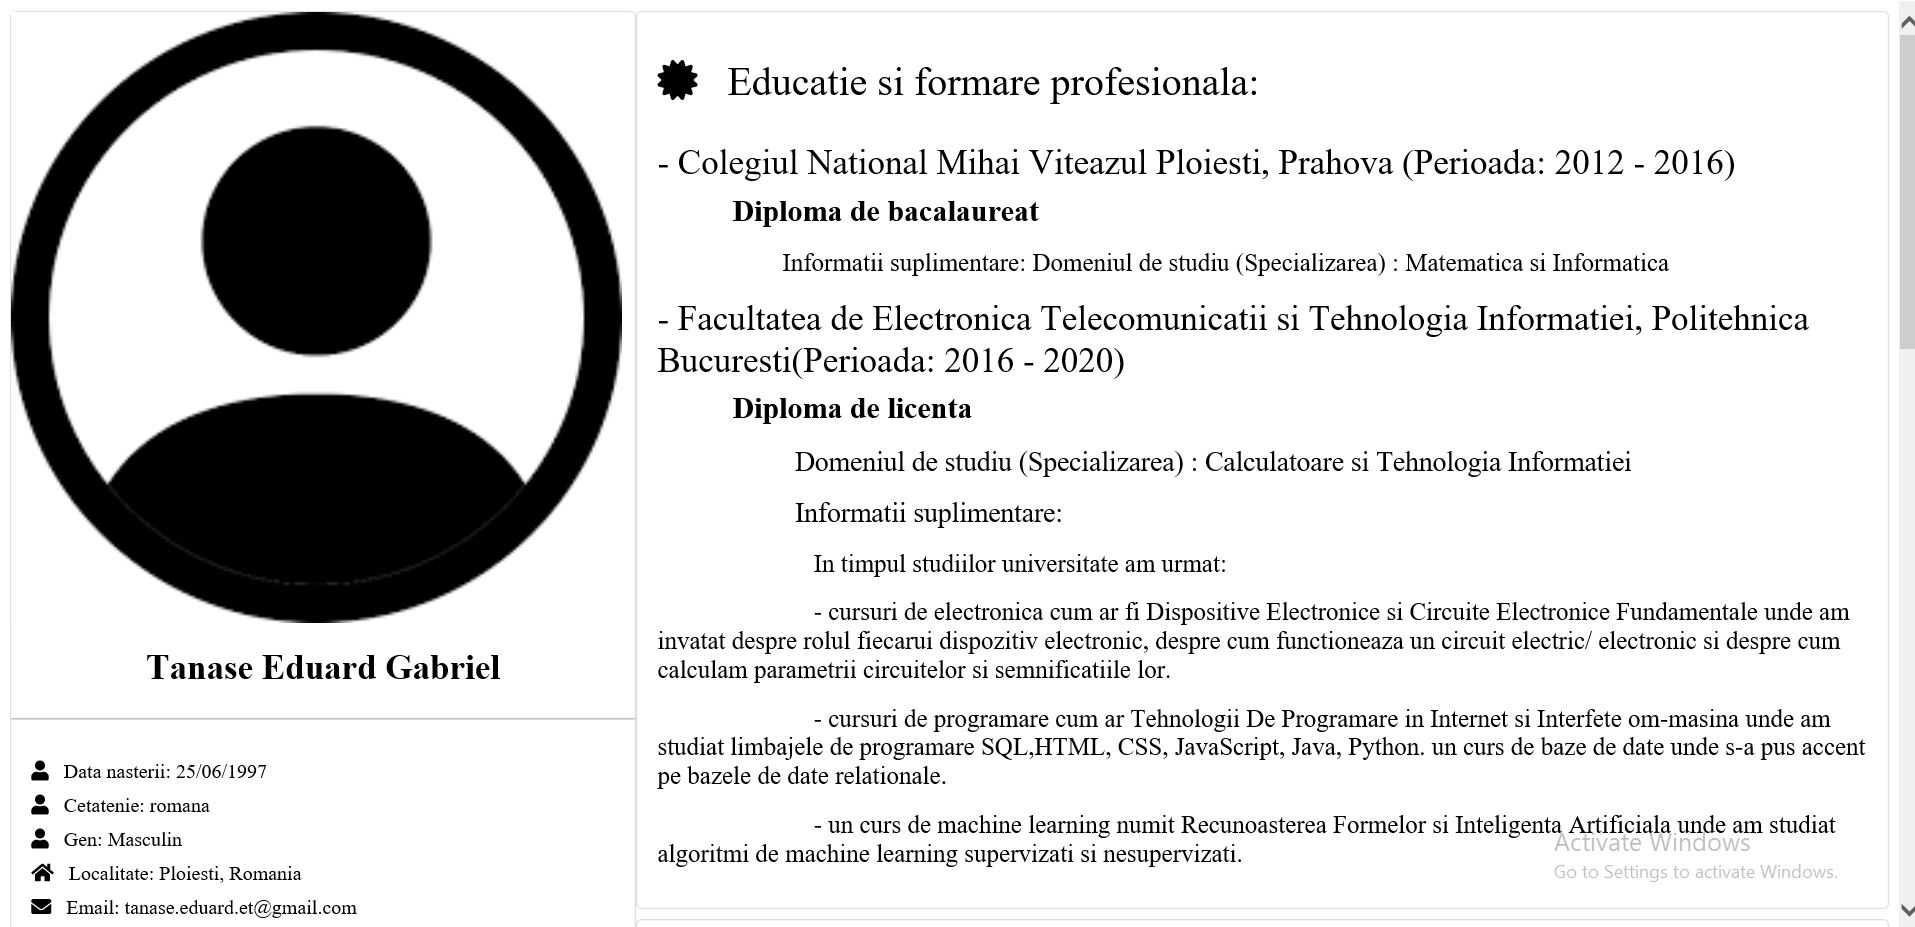 Tanase Eduard Gabriel
Data nasterii: 25/06/1997
Cetatenie: romana
Gen: Masculin
Localitate: Ploiesti, Romania
Email: tanase.eduard.et@gmail.com
Educatie si formare profesionala:
- Colegiul National Mihai Viteazul Ploiesti, Prahova (Perioada: 2012 - 2016)
Diploma de bacalaureat
Informatii suplimentare: Domeniul de studiu (Specializarea) : Matematica si Informatica
- Facultatea de Electronica Telecomunicatii si Tehnologia Informatiei, Politehnica
Bucuresti(Perioada: 2016 - 2020)
Diploma de licenta
Domeniul de studiu (Specializarea) : Calculatoare si Tehnologia Informatiei
Informatii suplimentare:
In timpul studiilor universitate am urmat:
- cursuri de electronica cum ar fi Dispositive Electronice si Circuite Electronice Fundamentale unde am
invatat despre rolul fiecarui dispozitiv electronic, despre cum functioneaza un circuit electric/ electronic si despre cum
calculam parametrii circuitelor si semnificatiile lor.
- cursuri de programare cum ar Tehnologii De Programare in Internet si Interfete om-masina unde am
studiat limbajele de programare SQL,HTML, CSS, JavaScript, Java, Python. un curs de baze de date unde s-a pus accent
pe bazele de date relationale.
- un curs de machine learning numit Recunoasterea Formelor si Inteligenta Artificiala unde am studiat
algoritmi de machine learning supervizati si nesupervizati.
Activate Windows
Go to Settings to activate Windows.